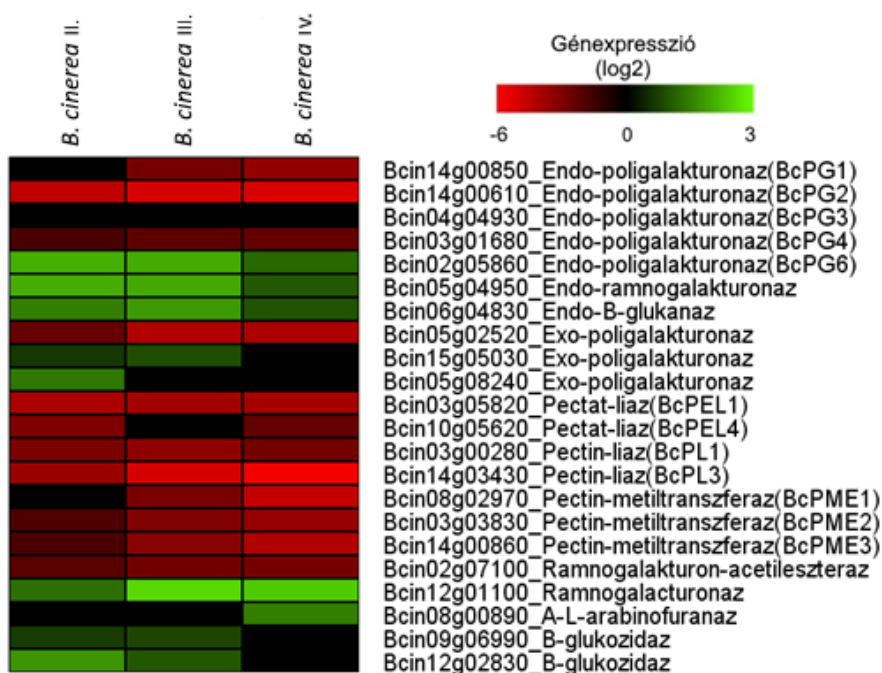 B. cinerea II.
B. cinerea III.
B. cinerea IV.
Génexpresszió
(log2)
-6 0 3
Bcin14g00850_Endo-poligalakturonaz(BcPG1)
Bcin14g00610_Endo-poligalakturonaz(BcPG2)
Bcin04g04930_Endo-poligalakturonaz(BcPG3)
Bcin03g01680_Endo-poligalakturonaz(BcPG4)
Bcin02g05860_Endo-poligalakturonaz(BcPG6)
Bcin05g04950_Endo-ramnogalakturonaz
Bcin06g04830_Endo-B-glukanaz
Bcin05g02520_Exo-poligalakturonaz
Bcin15g05030_Exo-poligalakturonaz
Bcin05g08240_Exo-poligalakturonaz
Bcin03g05820_Pectat-liaz(BcPEL1)
Bcin10g05620_Pectat-liaz(BcPEL4)
Bcin03g00280_Pectin-liaz(BcPL1)
Bcin14g03430_Pectin-liaz(BcPL3)
Bcin08g02970_Pectin-metiltranszferaz(BcPME1)
Bcin03g03830_Pectin-metiltranszferaz(BcPME2)
Bcin14g00860_Pectin-metiltranszferaz(BcPME3)
Bcin02g07100_Ramnogalakturon-acetileszteraz
Bcin12g01100_Ramnogalacturonaz
Bcin08g00890_A-L-arabinofuranaz
Bcin09g06990_B-glukozidaz
Bcin12g02830_B-glukozidaz